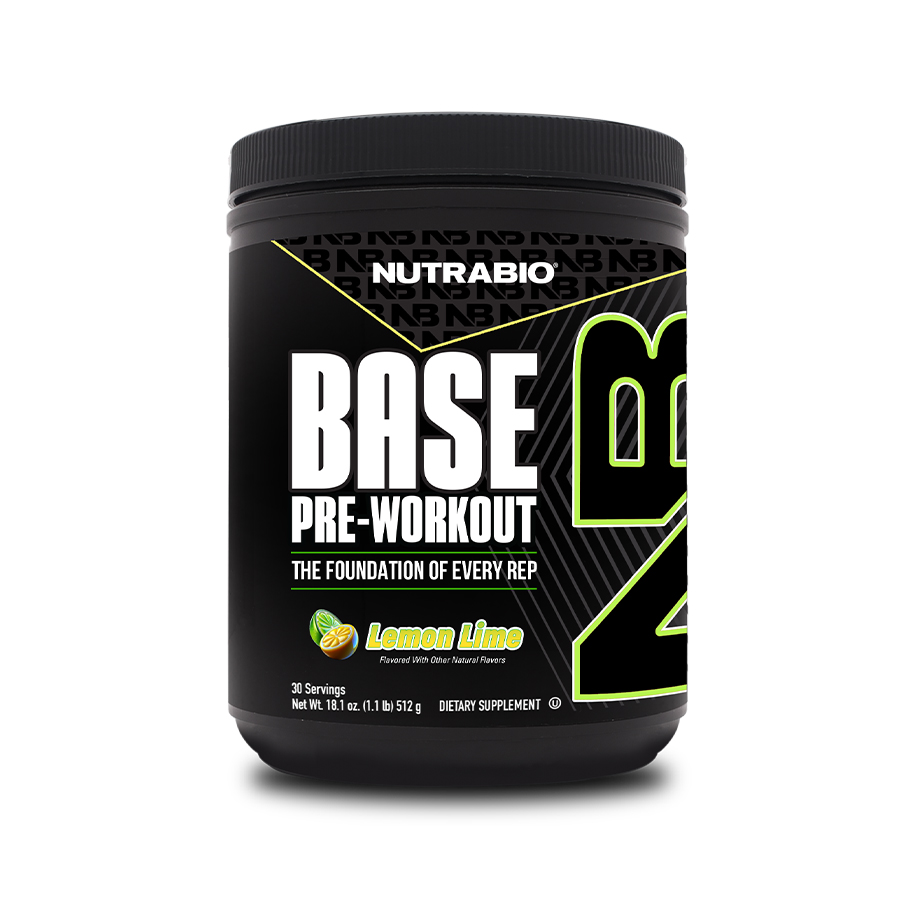 NUTRABIO®
BASE
PRE-WORKOUT
THE FOUNDATION OF EVERY REP
Lemon Lime
Flavored With Other Natural Flavors
30 Servings
Net Wt. 18.1 oz. (1.1 lb) 512 g DIETARY SUPPLEMENT U
NB